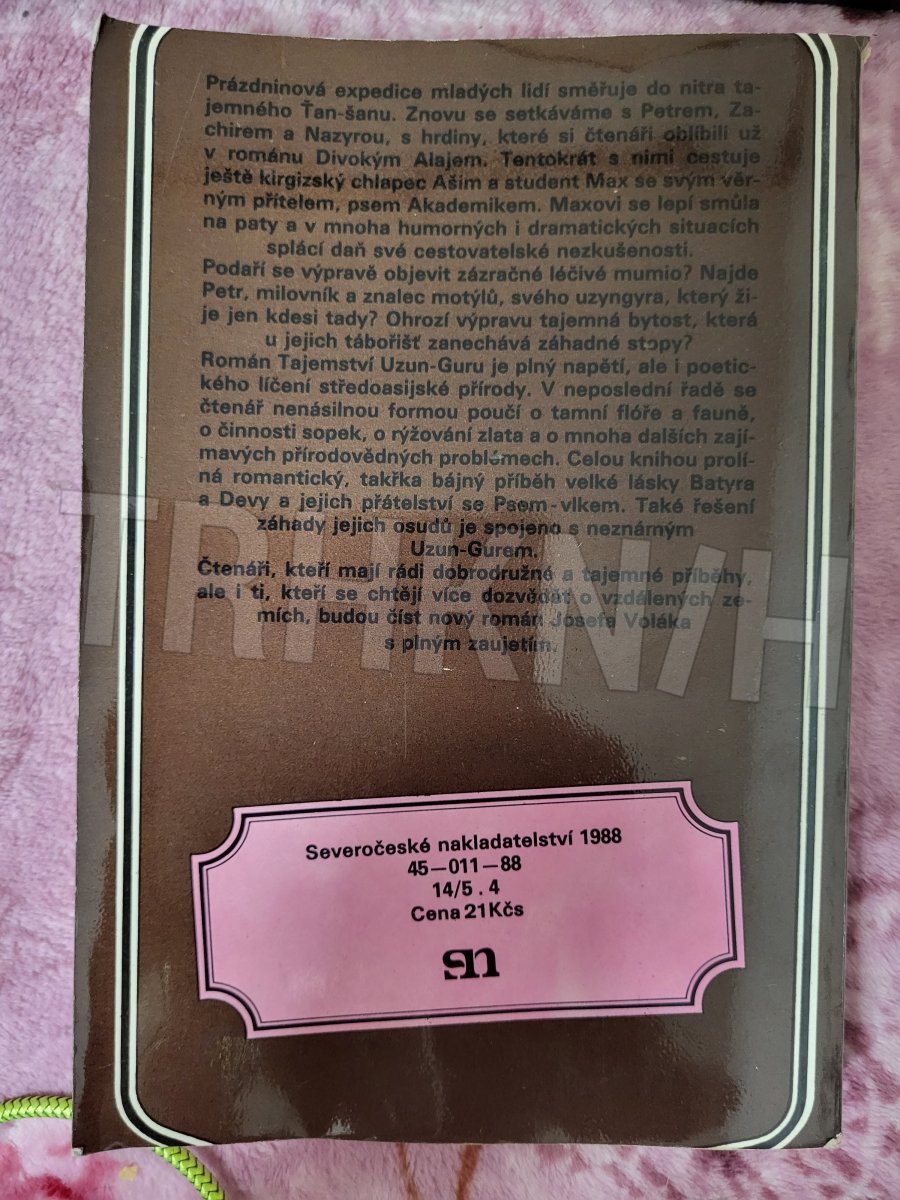 Prázdninová expedice mladých lidí směřuje do nitra ta-
jemného Ťan-šanu. Znovu se setkáváme s Petrem, Za-
chirem a Nazyrou, s hrdiny, které si čtenáři oblíbili už
v románu Divokým Alajem. Tentokrát s nimi cestuje
ještě kirgizský chlapec Ašim a student Max se svým věr-
ným přítelem, psem Akademikem. Maxovi se lepí smůla
na paty a v mnoha humorných i dramatických situacích
splácí daň své cestovatelské nezkušenosti.
Podaří se výpravě objevit zázračné léčivé mumio? Najde
Petr, milovník a znalec motýlů, svého uzyngyra, který ži-
je jen kdesi tady? Ohrozí výpravu tajemná bytost, která
u jejich tábořišť zanechává záhadné stopy?
Román Tajemství Uzun-Guru je plný napětí, ale i poetic-
kého líčení středoasijské přírody. V neposlední řadě se
čtenář nenásilnou formou poučí o tamní flóře a fauně,
o činnosti sopek, o rýžování zlata a o mnoha dalších zají-
mavých přírodovědných problémech. Celou knihou prolí-
ná romantický, takřka bájný příběh velké lásky Batyra
a Devy a jejich přátelství se Psem-vlkem. Také řešení
záhady jejich osudů je spojeno s neznámým
Uzun-Gurem.
Čtenáři, kteří mají rádi dobrodružné a tajemné příběhy,
ale i ti, kteří se chtějí více dozvědět o vzdálených ze-
mích, budou číst nový román Josefa Voláka
s plným zaujetím.
TRHKN/H
Severočeské nakladatelství 1988
45—011—88
14/5 . 4
Cena 21 Kčs
sn